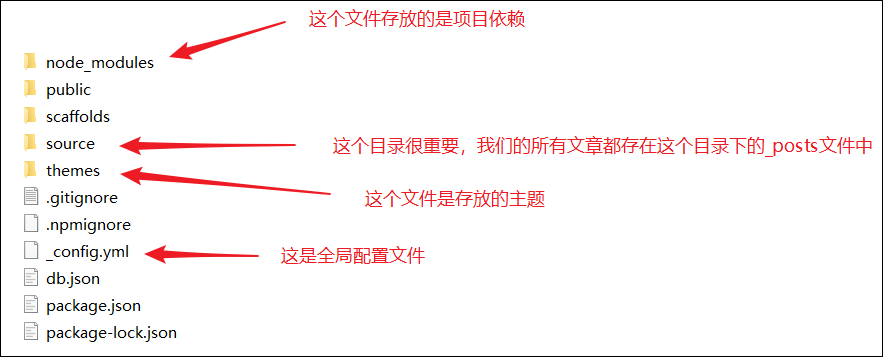 这个文件存放的是项目依赖
node_modules
public
scaffolds
source
这个目录很重要，我们的所有文章都存在这个目录下的_posts文件中
themes
这个文件是存放的主题
.gitignore
.npmignore
_config.yml
这是全局配置文件
db.json
package.json
package-lock.json